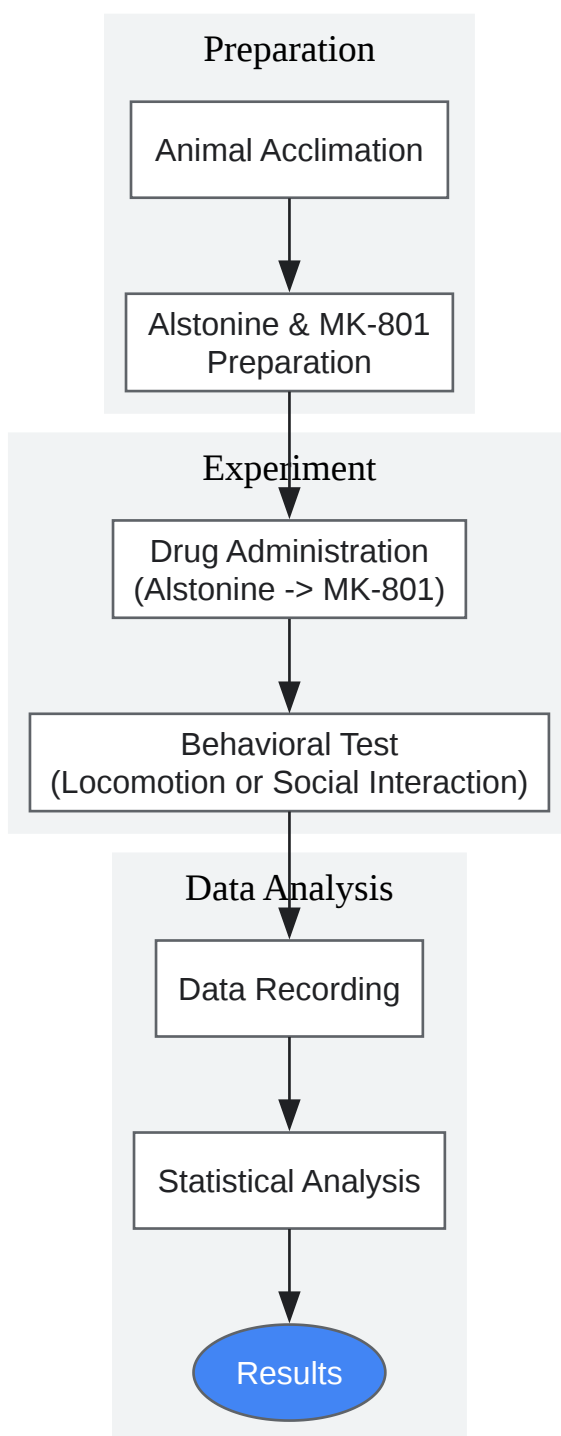 Preparation
Animal Acclimation
Alstonine & MK-801
Preparation
Experiment
Drug Administration
(Alstonine -> MK-801)
Behavioral Test
(Locomotion or Social Interaction)
Data Analysis
Data Recording
Statistical Analysis
Results